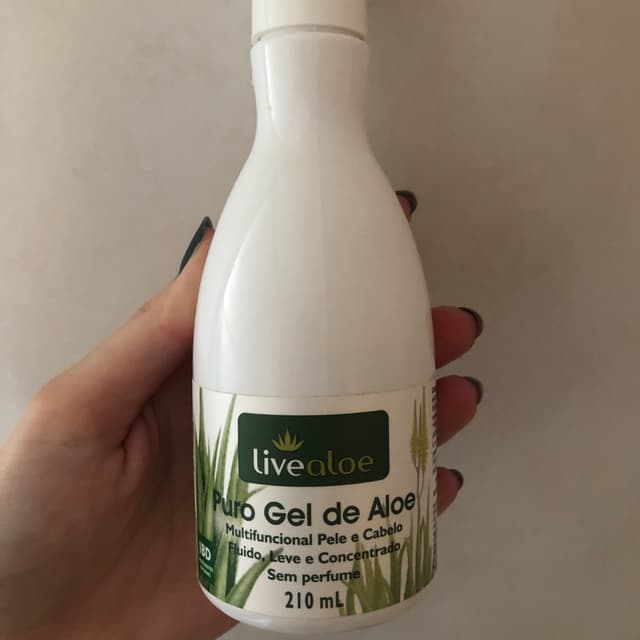 livealoe
Puro Gel de Aloe
Multifuncional Pele e Cabelo
Fluido, Leve e Concentrado
Sem perfume
210 mL